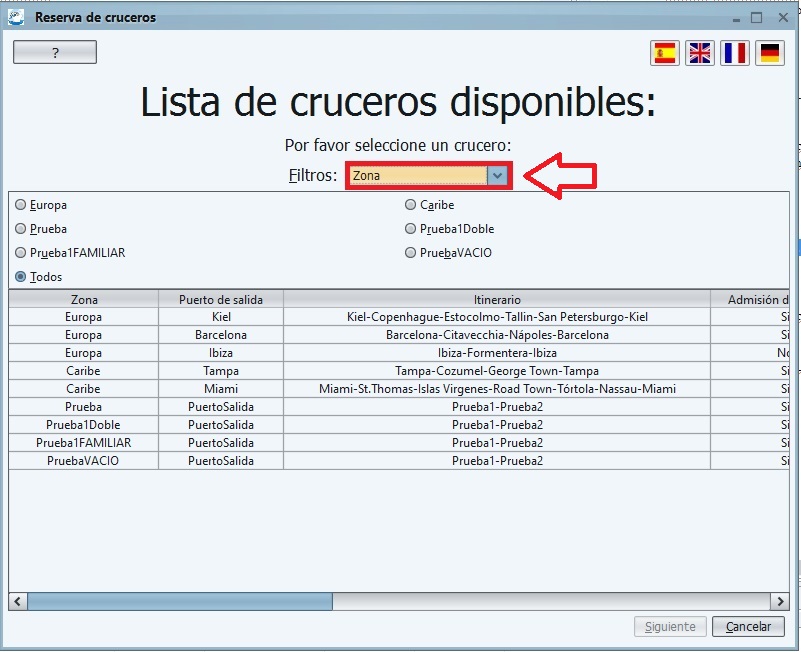 Reserva de cruceros
?
Lista de cruceros disponibles:
Por favor seleccione un crucero:
Filtros: Zona
Europa Caribe
Prueba Prueba1Doble
Prueba1FAMILIAR PruebaVACIO
Todos
Zona Puerto de salida Itinerario Admisión d
Europa Kiel Kiel-Copenhague-Estocolmo-Tallin-San Petersburgo-Kiel Si
Europa Barcelona Barcelona-Citavecchia-Nápoles-Barcelona Si
Europa Ibiza Ibiza-Formentera-Ibiza No
Caribe Tampa Tampa-Cozumel-George Town-Tampa Si
Caribe Miami Miami-St.Thomas-Islas Virgenes-Road Town-Tórtola-Nassau-Miami Si
Prueba PuertoSalida Prueba1-Prueba2 Si
Prueba1Doble PuertoSalida Prueba1-Prueba2 Si
Prueba1FAMILIAR PuertoSalida Prueba1-Prueba2 Si
PruebaVACIO PuertoSalida Prueba1-Prueba2 Si
Siguiente Cancelar